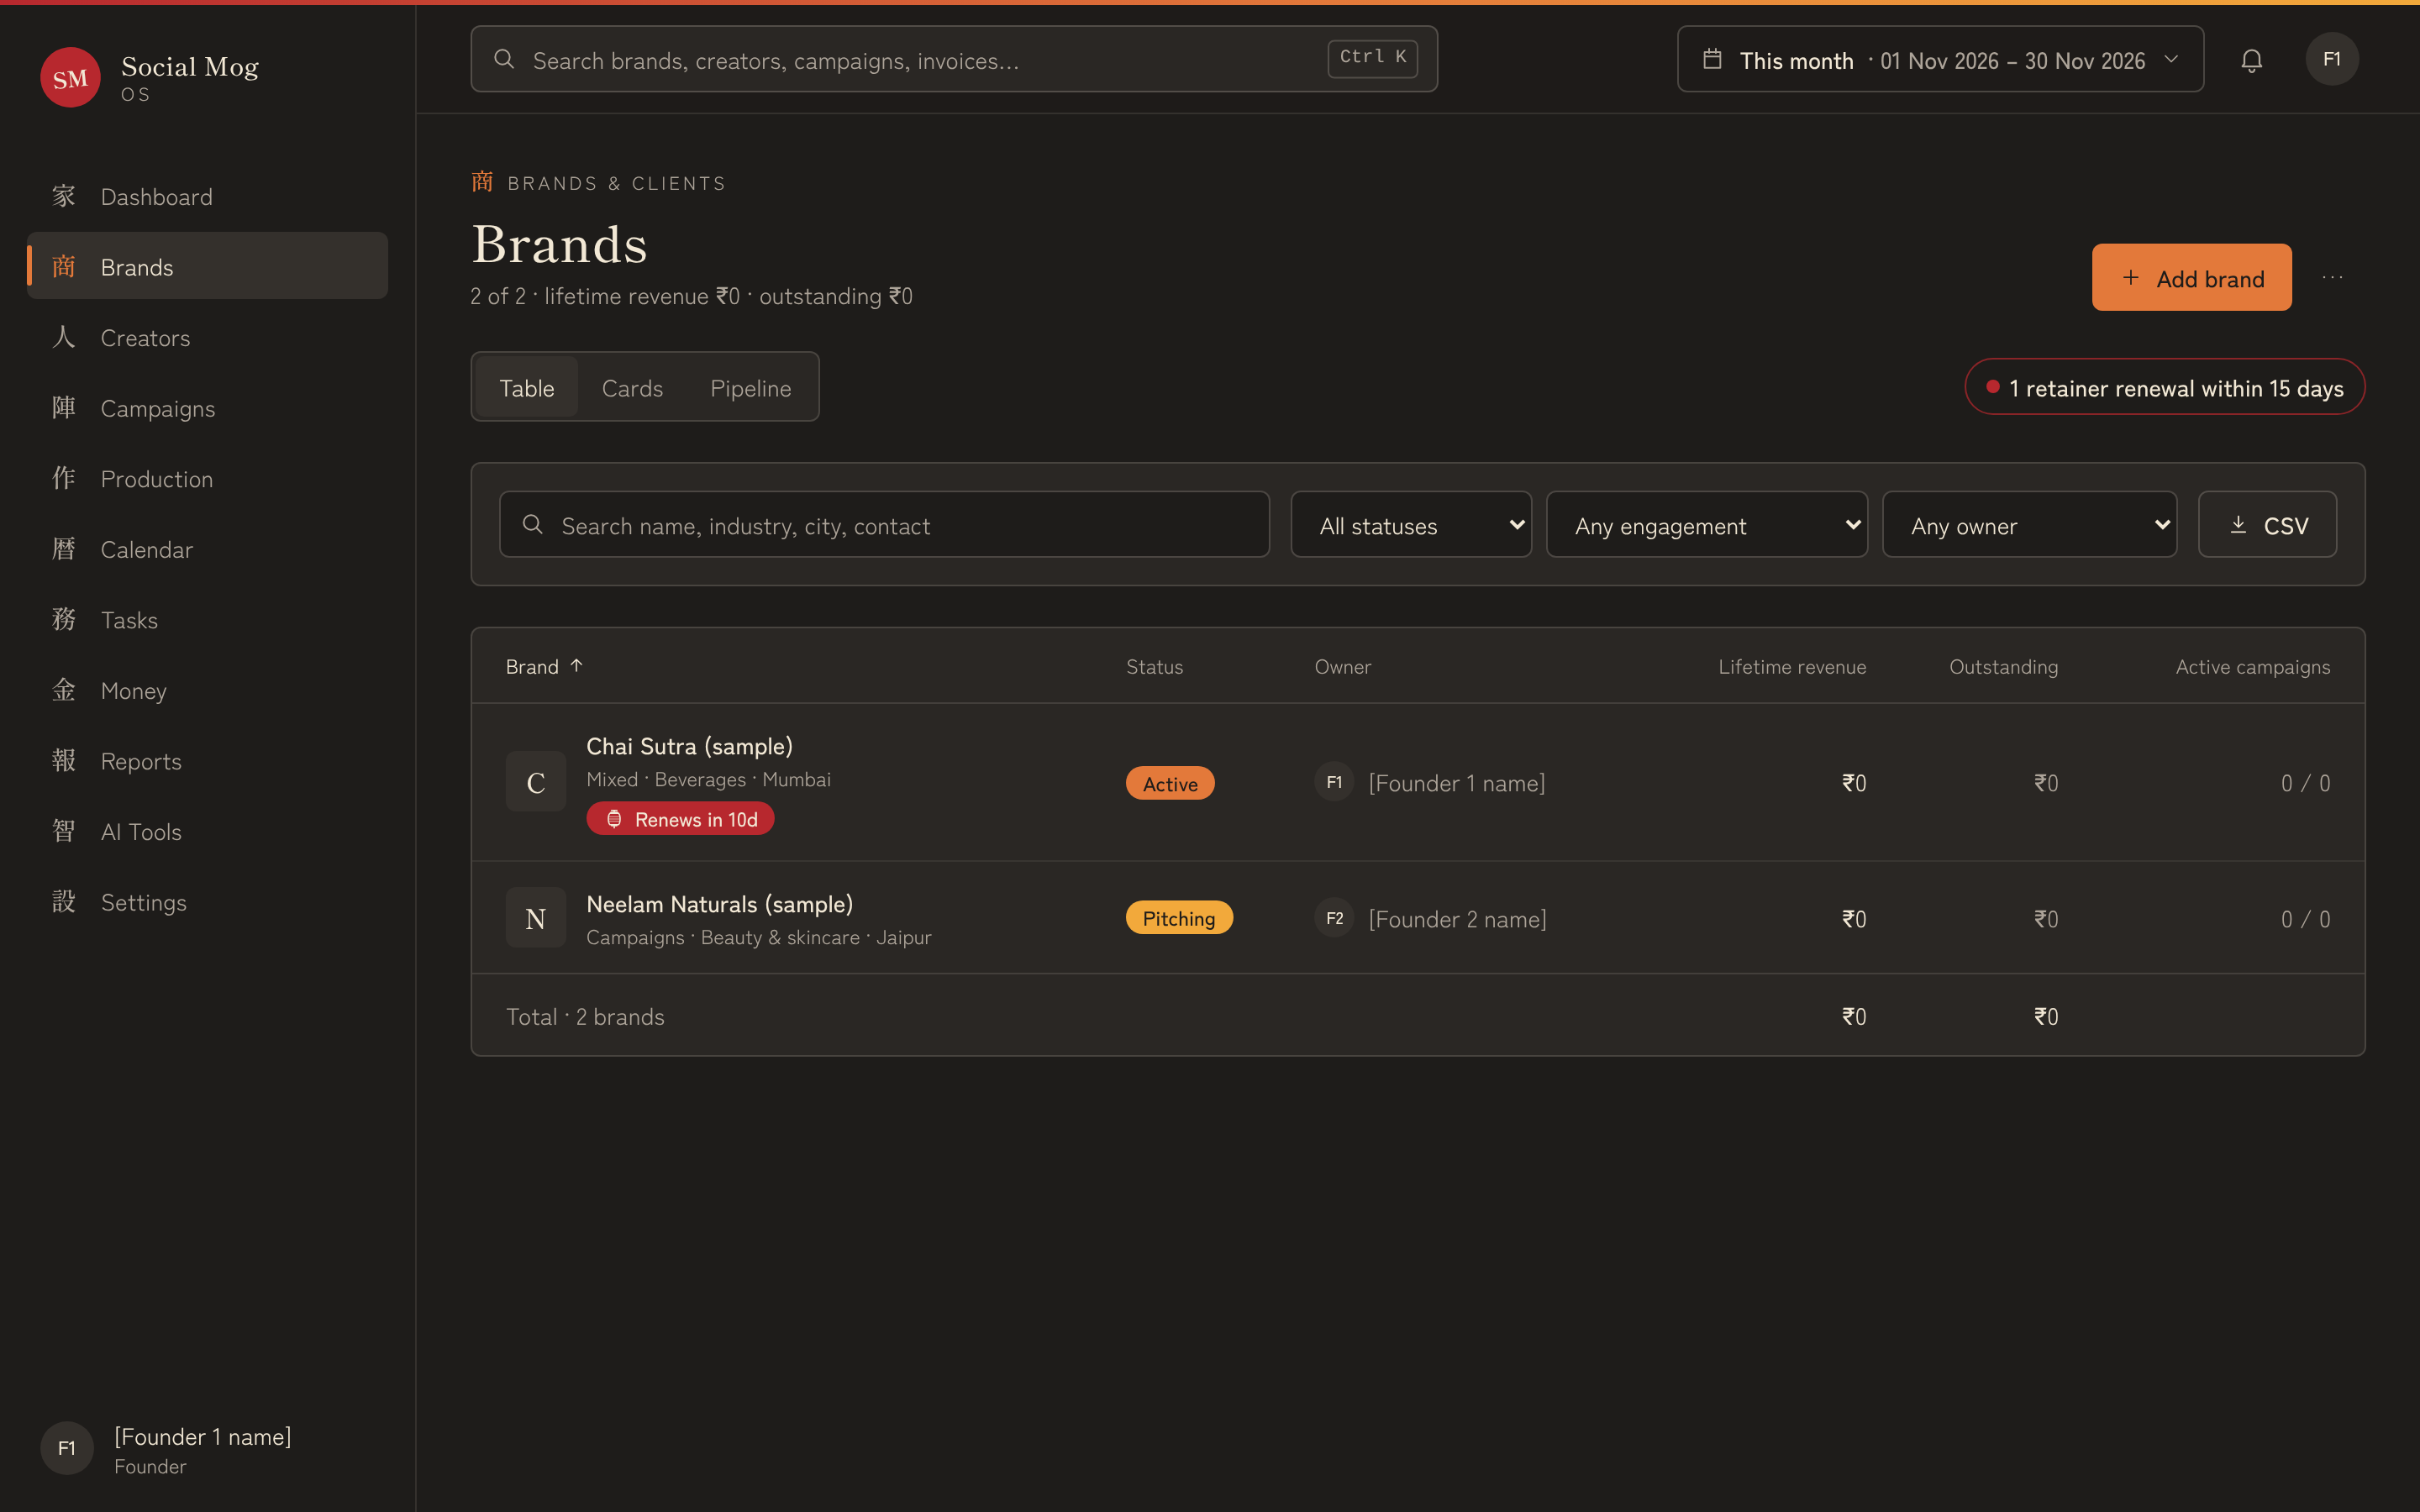 SM
Social Mog
OS
家 Dashboard
商 Brands
人 Creators
陣 Campaigns
作 Production
暦 Calendar
務 Tasks
金 Money
報 Reports
智 AI Tools
設 Settings
F1
[Founder 1 name]
Founder
Search brands, creators, campaigns, invoices...
Ctrl K
This month · 01 Nov 2026 – 30 Nov 2026
F1
商 BRANDS & CLIENTS
Brands
2 of 2 · lifetime revenue ₹0 · outstanding ₹0
+ Add brand
...
Table Cards Pipeline
1 retainer renewal within 15 days
Search name, industry, city, contact
All statuses
Any engagement
Any owner
CSV
Brand ↑ Status Owner Lifetime revenue Outstanding Active campaigns
C
Chai Sutra (sample)
Mixed · Beverages · Mumbai
Renews in 10d
Active
F1 [Founder 1 name]
₹0 ₹0 0 / 0
N
Neelam Naturals (sample)
Campaigns · Beauty & skincare · Jaipur
Pitching
F2 [Founder 2 name]
₹0 ₹0 0 / 0
Total · 2 brands ₹0 ₹0